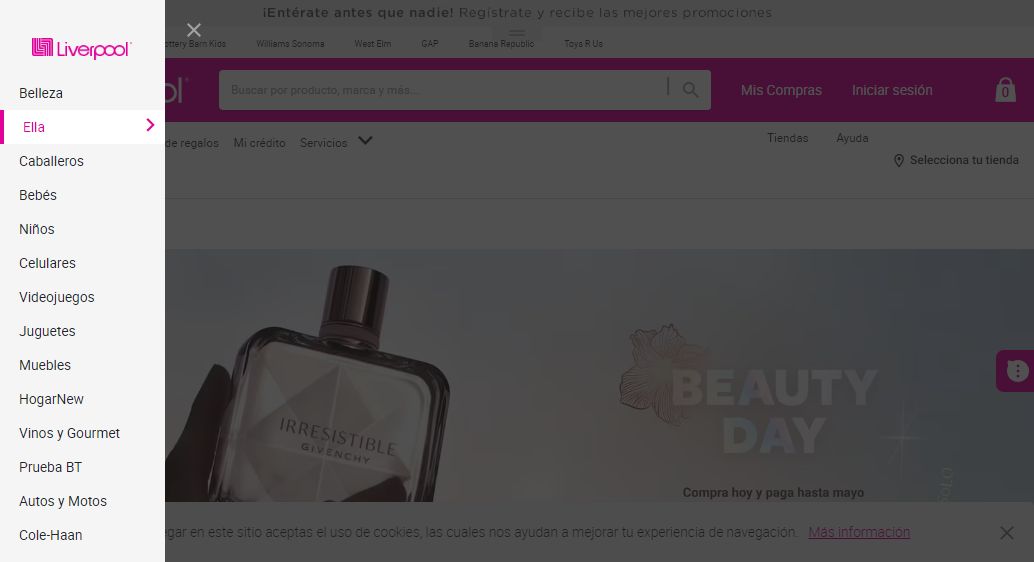 ¡Entérate antes que nadie! Regístrate y recibe las mejores promociones
Barn Kids
Williams Sonoma
West Elm
GAP
Banana Republic
Toys R Us
Liverpool
Buscar por producto, marca y más...
Mis Compras
Iniciar sesión
0
de regalos
Mi crédito
Servicios
Tiendas
Ayuda
Selecciona tu tienda
Belleza
Ella
Caballeros
Bebés
Niños
Celulares
Videojuegos
Juguetes
Muebles
HogarNew
Vinos y Gourmet
Prueba BT
Autos y Motos
Cole-Haan
IRRESISTIBLE
GIVENCHY
BEAUTY
DAY
Compra hoy y paga hasta mayo
en este sitio aceptas el uso de cookies, las cuales nos ayudan a mejorar tu experiencia de navegación. Más información